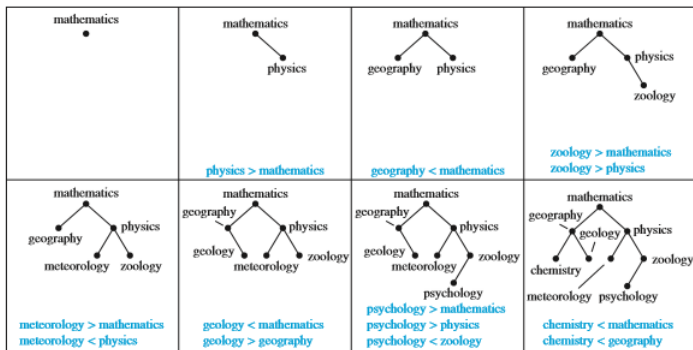 mathematics
mathematics
physics
physics > mathematics
mathematics
geography physics
geography < mathematics
mathematics
geography physics
zoology
zoology > mathematics
zoology > physics
mathematics
geography physics
meteorology zoology
meteorology > mathematics
meteorology < physics
mathematics
geography
physics
geology
meteorology zoology
geology < mathematics
geology > geography
mathematics
geography
physics
geology
meteorology zoology
psychology
psychology > mathematics
psychology > physics
psychology < zoology
mathematics
geography
geology physics
chemistry zoology
meteorology psychology
chemistry < mathematics
chemistry < geography